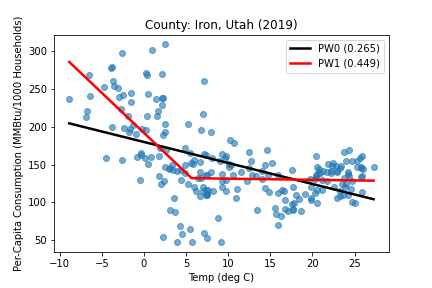 County: Iron, Utah (2019)
Per-Capita Consumption (MMBtu/1000 Households)
300
250
200
150
100
50
PW0 (0.265)
PW1 (0.449)
−10 −5 0 5 10 15 20 25
Temp (deg C)